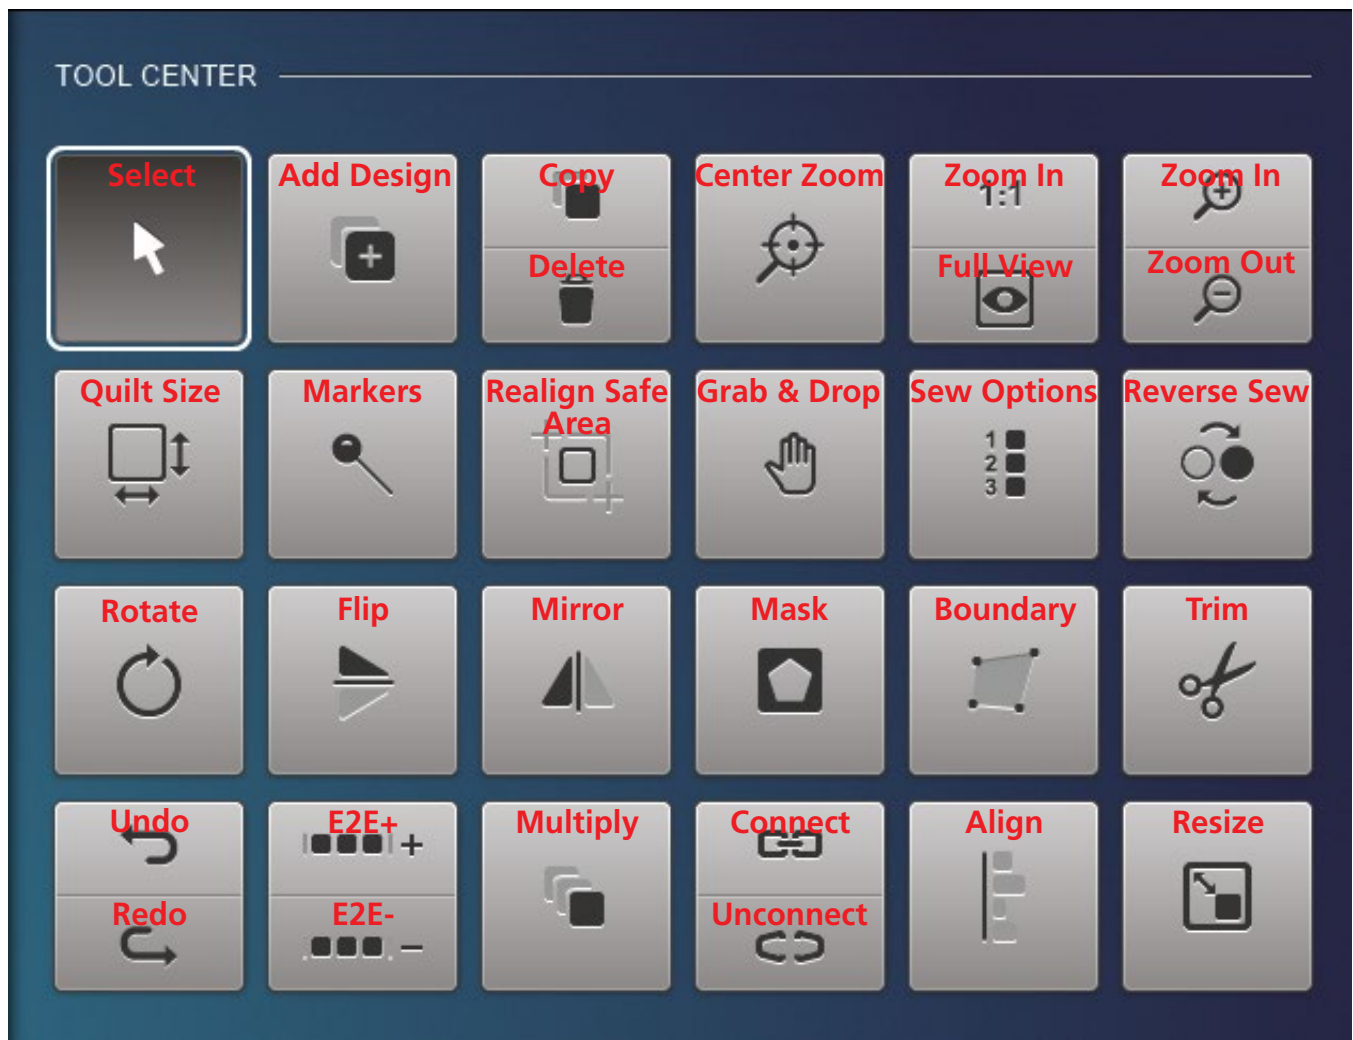 TOOL CENTER
Select
Add Design
Copy
Center Zoom
Zoom In
Zoom In
1:1
Delete
Full View
Zoom Out
Quilt Size
Markers
Realign Safe
Area
Grab & Drop
Sew Options
1
2
3
Reverse Sew
Rotate
Flip
Mirror
Mask
Boundary
Trim
Undo
E2E+
Multiply
Connect
Align
Resize
Redo
E2E-
Unconnect